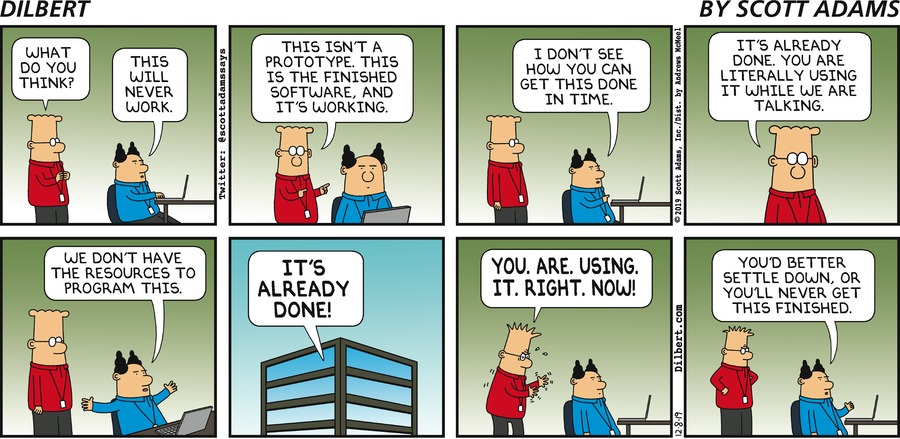 DILBERT
BY SCOTT ADAMS
WHAT
DO YOU
THINK?
THIS
WILL
NEVER
WORK.
Twitter: @scottadamssays
THIS ISN'T A
PROTOTYPE. THIS
IS THE FINISHED
SOFTWARE, AND
IT'S WORKING.
I DON'T SEE
HOW YOU CAN
GET THIS DONE
IN TIME.
© 2019 Scott Adams, Inc./Dist. by Andrews McMeel
IT'S ALREADY
DONE. YOU ARE
LITERALLY USING
IT WHILE WE ARE
TALKING.
WE DON'T HAVE
THE RESOURCES TO
PROGRAM THIS.
IT'S
ALREADY
DONE!
YOU. ARE. USING.
IT. RIGHT. NOW!
Dilbert.com
12-8-19
YOU'D BETTER
SETTLE DOWN, OR
YOU'LL NEVER GET
THIS FINISHED.